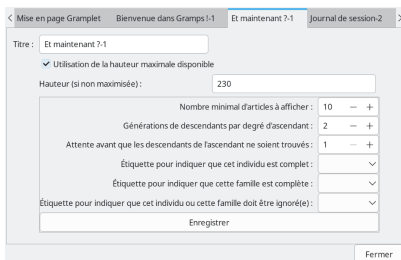 Mise en page Gramplet Bienvenue dans Gramps !-1 Et maintenant ?-1 Journal de session-2
Titre : Et maintenant ?-1
Utilisation de la hauteur maximale disponible
Hauteur (si non maximisée) : 230
Nombre minimal d'articles à afficher : 10 − +
Générations de descendants par degré d'ascendant : 2 − +
Attente avant que les descendants de l'ascendant ne soient trouvés : 1 − +
Étiquette pour indiquer que cet individu est complet :
Étiquette pour indiquer que cette famille est complète :
Étiquette pour indiquer que cet individu ou cette famille doit être ignoré(e) :
Enregistrer
Fermer